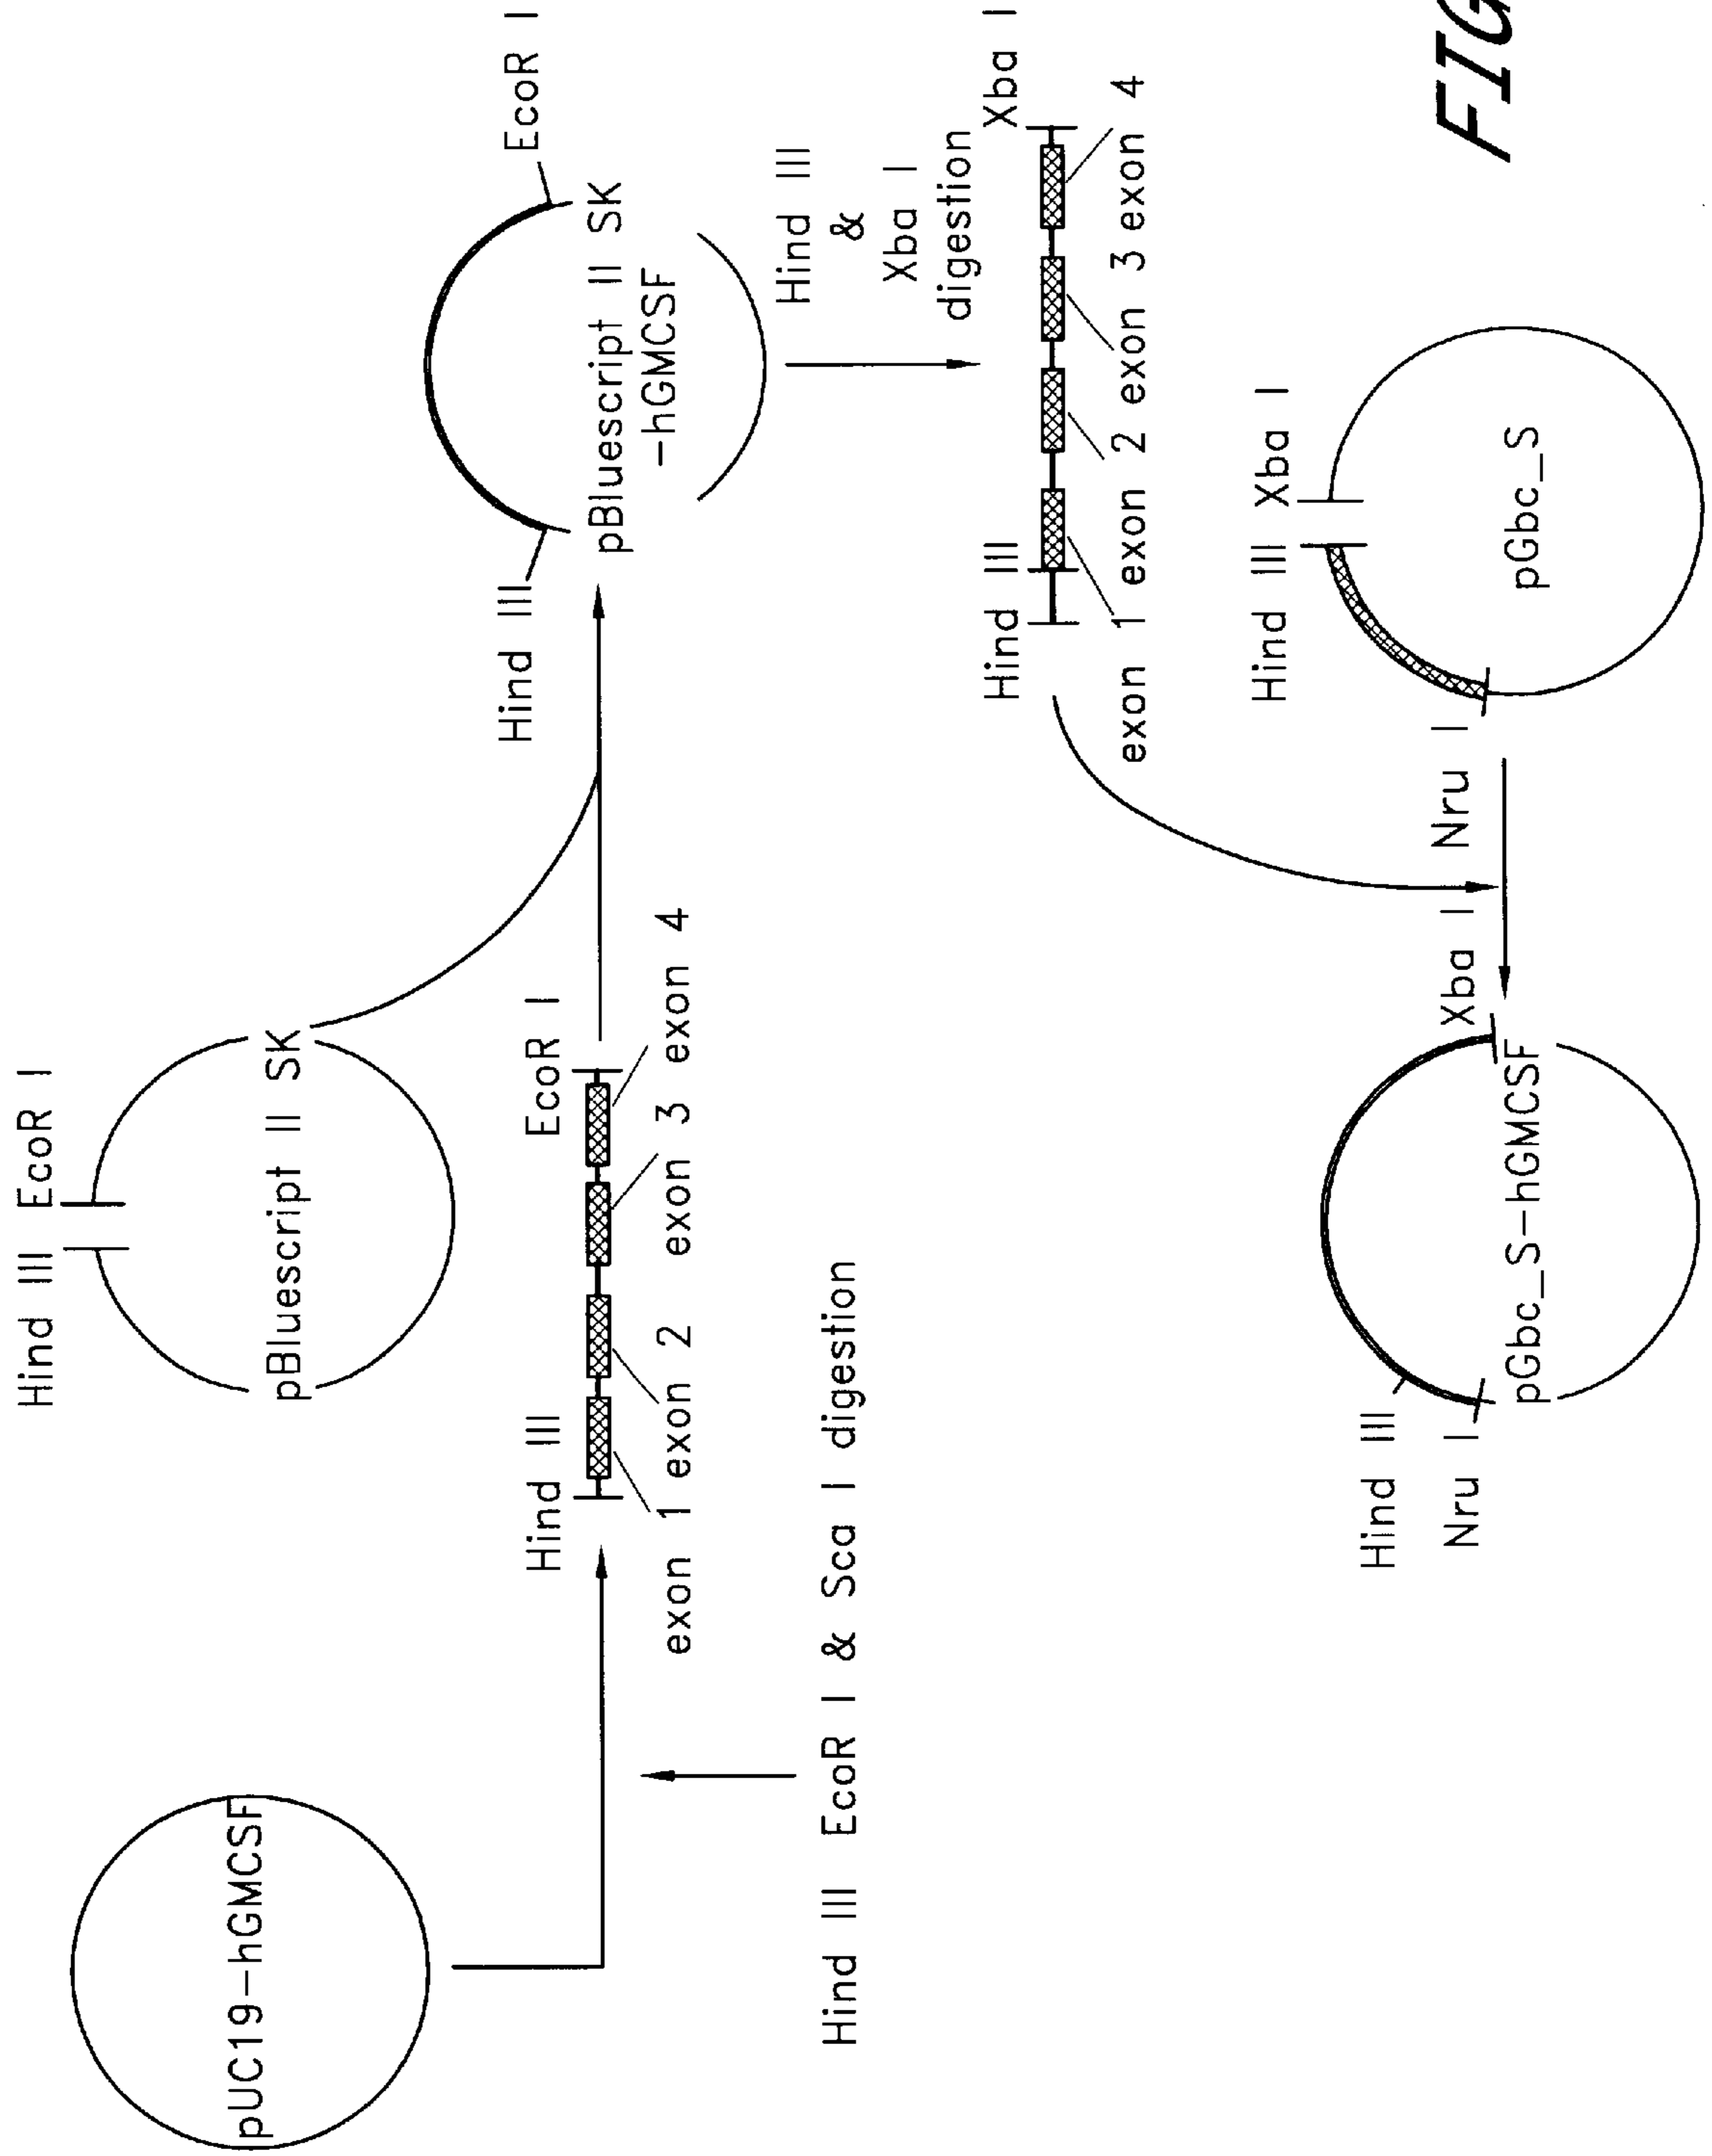 pUC19-hGMCSF
Hind III EcoR I & Sca I digestion
Hind III EcoR I
pBluescript II SK
Hind III EcoR I
exon 1 exon 2 exon 3 exon 4
Hind III EcoR I
pBluescript II SK
-hGMCSF
Hind III
&
Xba I
digestion
Hind III Xba I
exon 1 exon 2 exon 3 exon 4
Hind III Xba I
Nru I
pGbc_S
Hind III
Nru I
Xba I
pGbc_S-hGMCSF